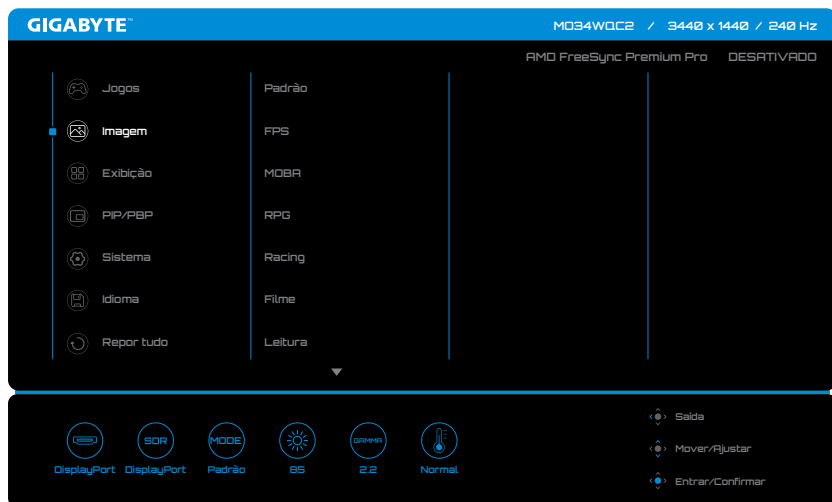 GIGABYTE™ MO34WQC2 / 3440 x 1440 / 240 Hz
AMD FreeSync Premium Pro DESATIVADO
Jogos Padrão
Imagem FPS
Exibição MOBA
PIP/PBP RPG
Sistema Racing
Idioma Filme
Repor tudo Leitura
Saída
SDR MODE GAMMA
Mover/Ajustar
DisplayPort DisplayPort Padrão 85 2.2 Normal
Entrar/Confirmar